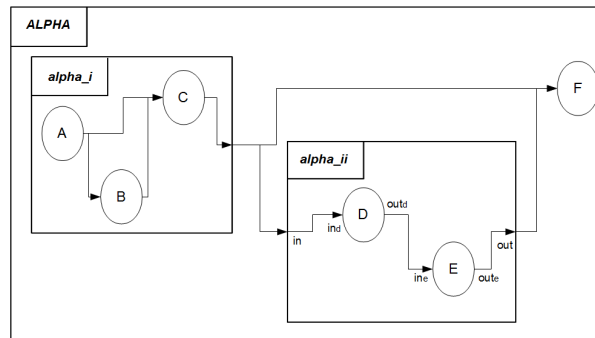 ALPHA
alpha_i
C
F
A
B
alpha_ii
D
outd
in
ind
out
E
ine
oute